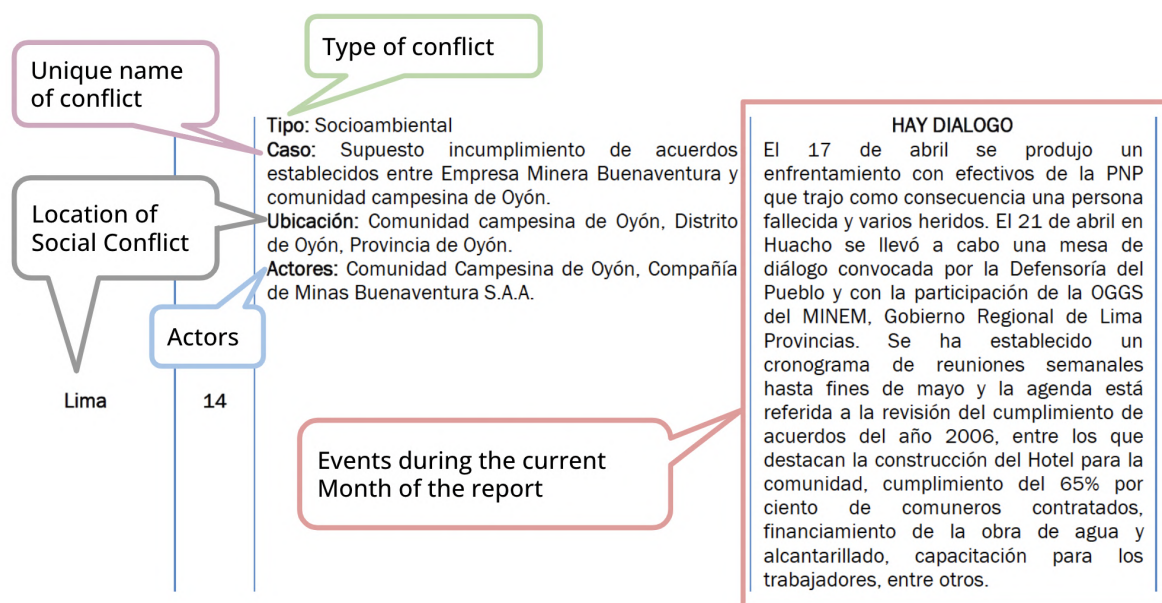 Type of conflict
Unique name
of conflict
Location of
Social Conflict
Actors
Lima
14
Tipo: Socioambiental
Caso: Supuesto incumplimiento de acuerdos
establecidos entre Empresa Minera Buenaventura y
comunidad campesina de Oyón.
Ubicación: Comunidad campesina de Oyón, Distrito
de Oyón, Provincia de Oyón.
Actores: Comunidad Campesina de Oyón, Compañía
de Minas Buenaventura S.A.A.
Events during the current
Month of the report
HAY DIALOGO
El 17 de abril se produjo un
enfrentamiento con efectivos de la PNP
que trajo como consecuencia una persona
fallecida y varios heridos. El 21 de abril en
Huacho se llevó a cabo una mesa de
diálogo convocada por la Defensoría del
Pueblo y con la participación de la OGGS
del MINEM, Gobierno Regional de Lima
Provincias. Se ha establecido un
cronograma de reuniones semanales
hasta fines de mayo y la agenda está
referida a la revisión del cumplimiento de
acuerdos del año 2006, entre los que
destacan la construcción del Hotel para la
comunidad, cumplimiento del 65% por
ciento de comuneros contratados,
financiamiento de la obra de agua y
alcantarillado, capacitación para los
trabajadores, entre otros.